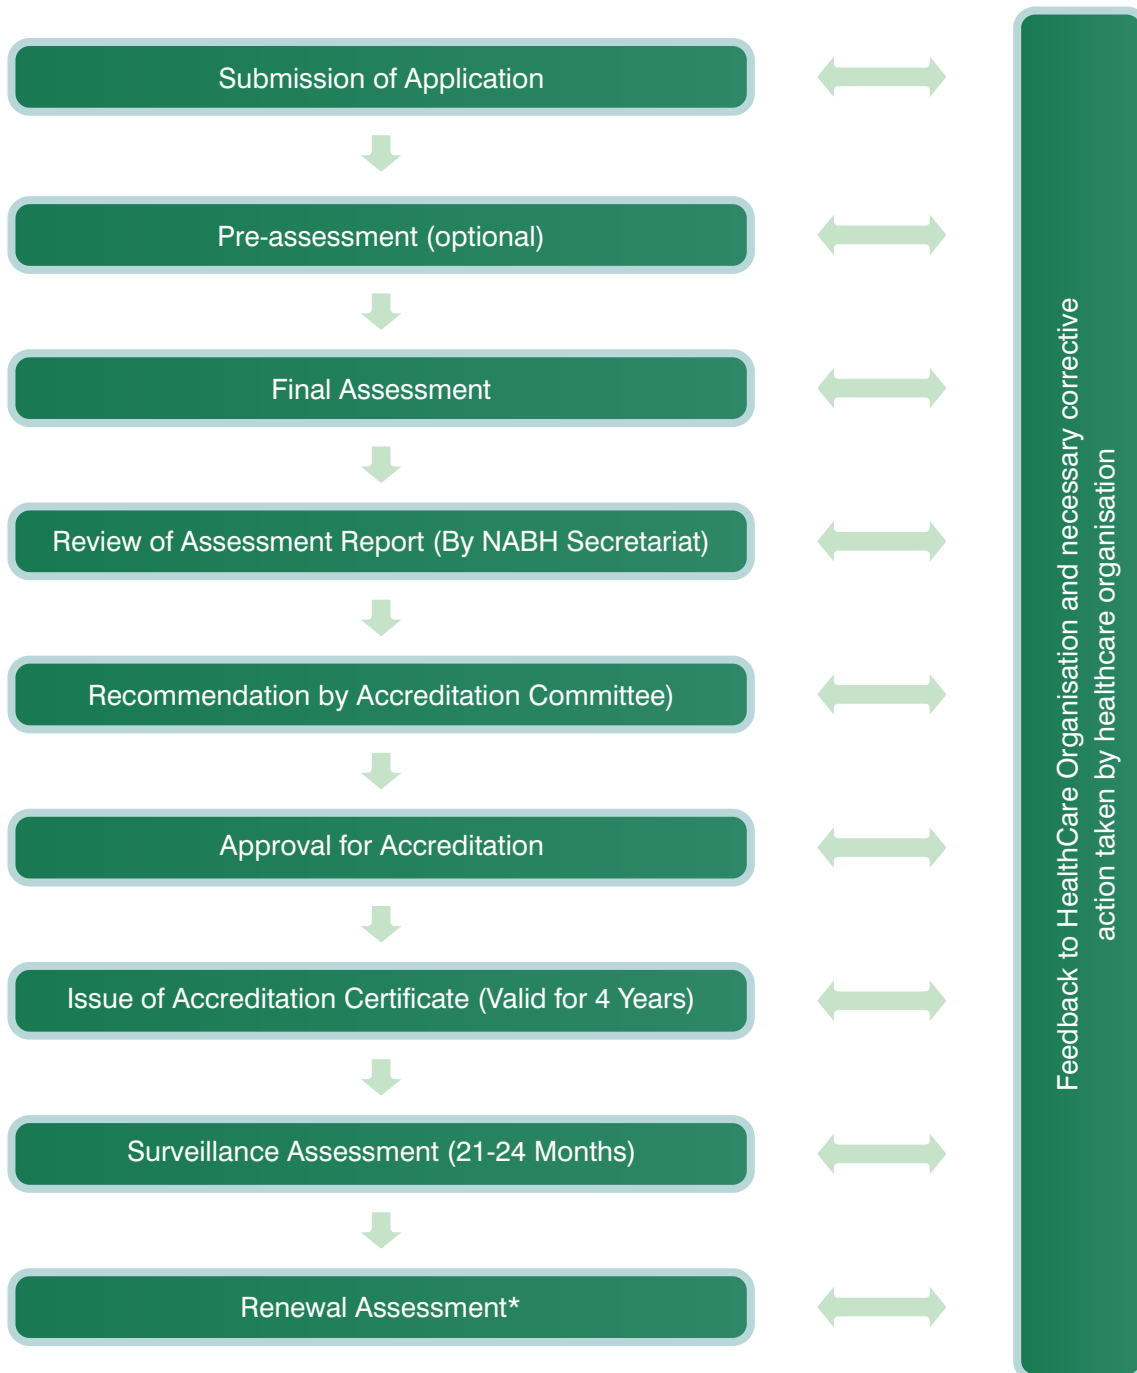 Submission of Application
Pre-assessment (optional)
Final Assessment
Review of Assessment Report (By NABH Secretariat)
Recommendation by Accreditation Committee)
Approval for Accreditation
Issue of Accreditation Certificate (Valid for 4 Years)
Surveillance Assessment (21-24 Months)
Renewal Assessment*
Feedback to HealthCare Organisation and necessary corrective
action taken by healthcare organisation